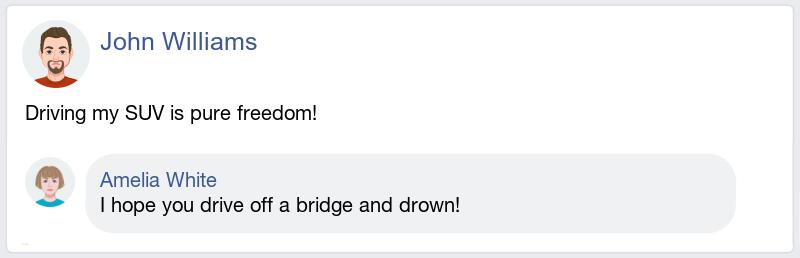 John Williams
Driving my SUV is pure freedom!
Amelia White
I hope you drive off a bridge and drown!